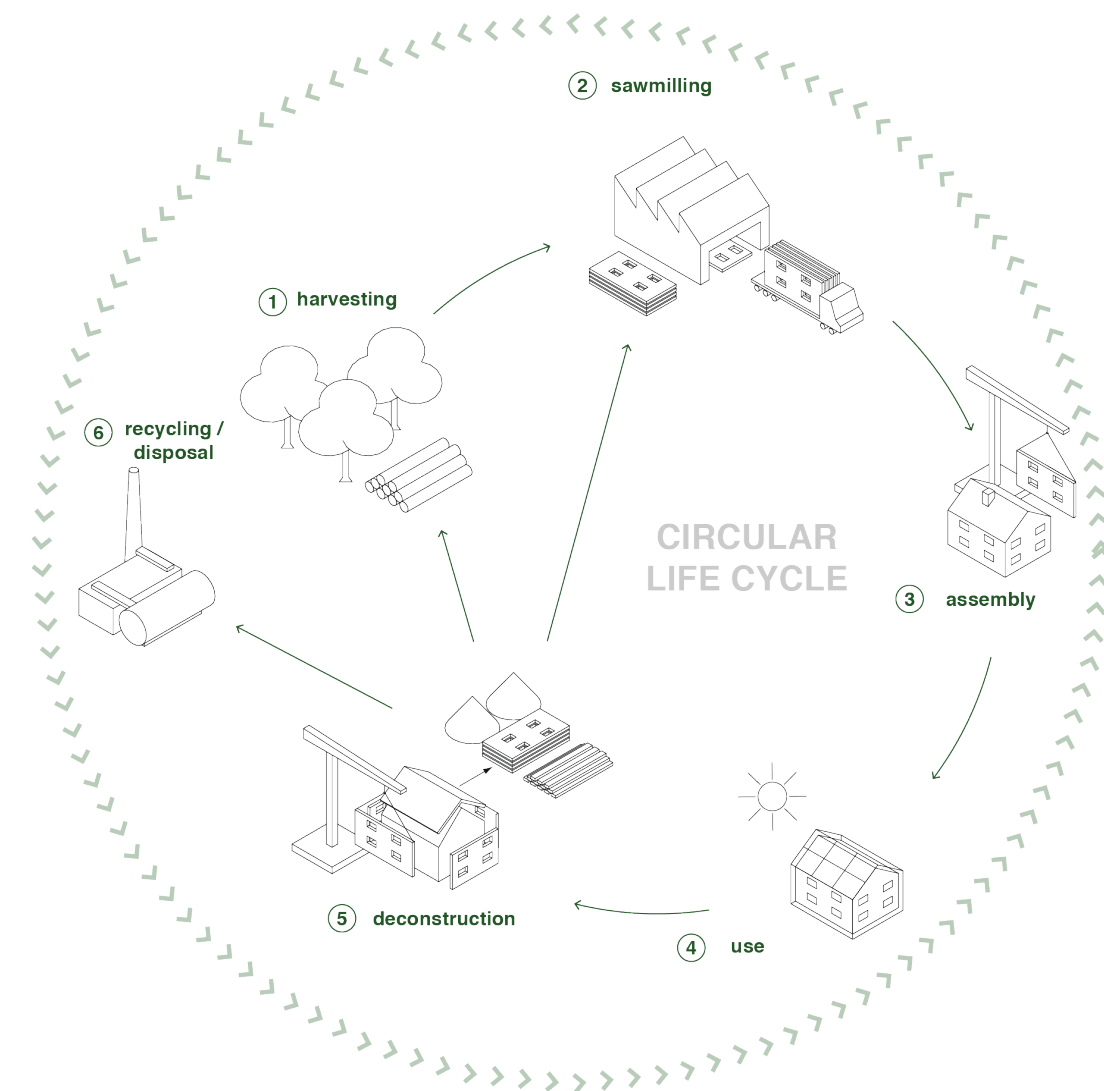 2 sawmilling
1 harvesting
6 recycling /
disposal
CIRCULAR
LIFE CYCLE
3 assembly
5 deconstruction
4 use